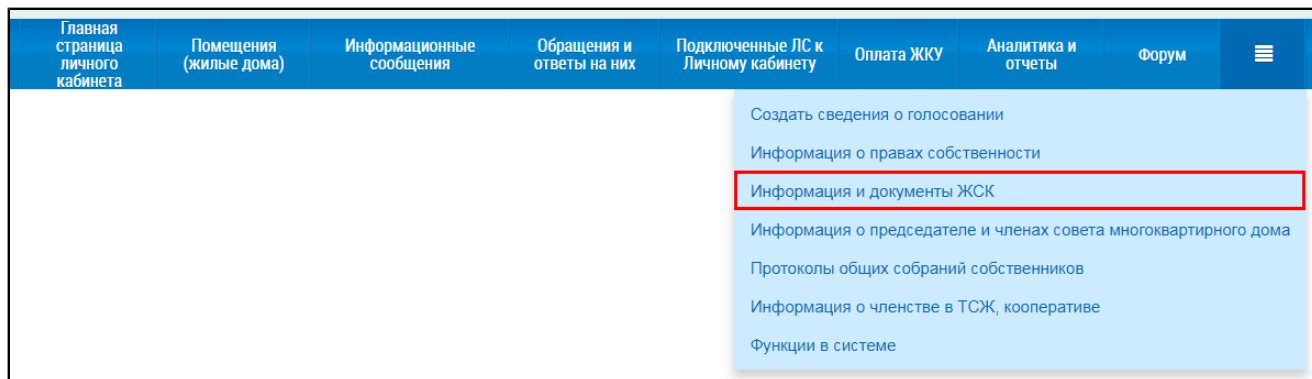 Главная
страница
личного
кабинета
Помещения
(жилые дома)
Информационные
сообщения
Обращения и
ответы на них
Подключенные ЛС к
Личному кабинету
Оплата ЖКУ
Аналитика и
отчеты
Форум
Создать сведения о голосовании
Информация о правах собственности
Информация и документы ЖСК
Информация о председателе и членах совета многоквартирного дома
Протоколы общих собраний собственников
Информация о членстве в ТСЖ, кооперативе
Функции в системе